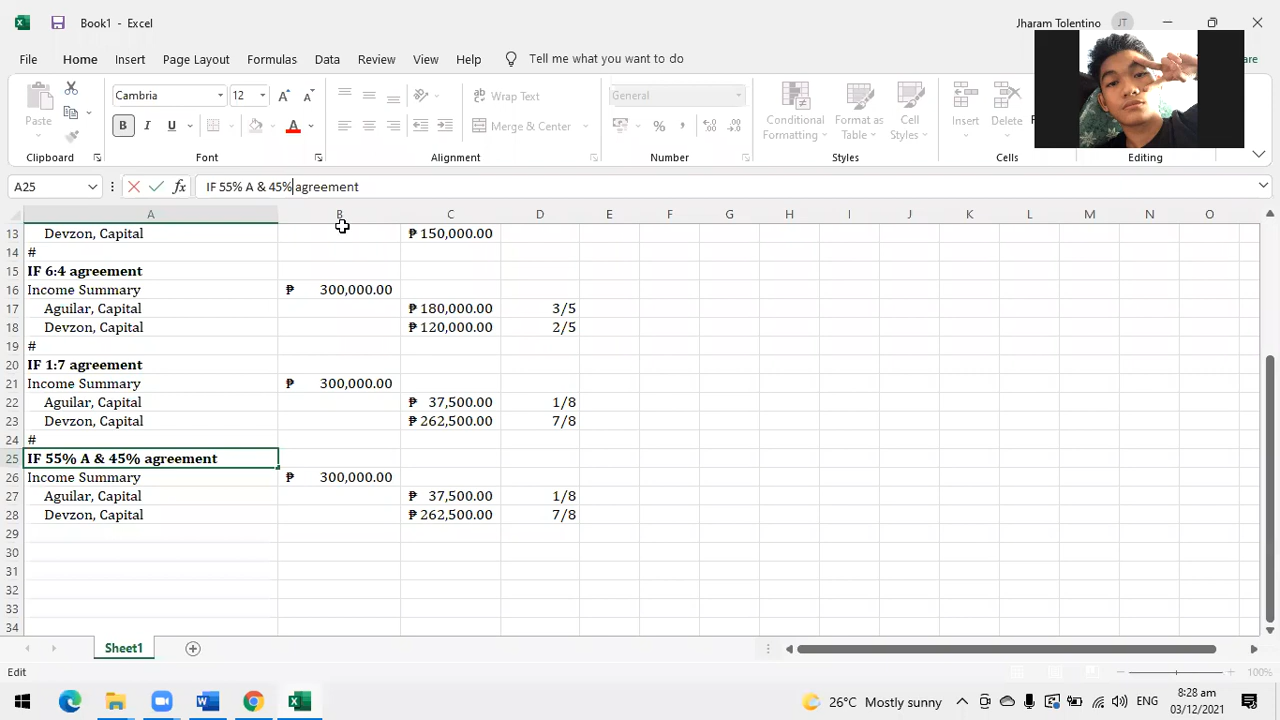 Book1 - Excel
Jharam Tolentino
JT
File Home Insert Page Layout Formulas Data Review View Help Tell me what you want to do
Cambria 12 Wrap Text General
Paste
B I U A Merge & Center % , Conditional Formatting Format as Table Cell Styles Insert Delete
Clipboard Font Alignment Number Styles Cells Editing
A25 fx IF 55% A & 45% agreement
A B C D E F G H I J K L M N O
13 Devzon, Capital ₱ 150,000.00
14 #
15 IF 6:4 agreement
16 Income Summary ₱ 300,000.00
17 Aguilar, Capital ₱ 180,000.00 3/5
18 Devzon, Capital ₱ 120,000.00 2/5
19 #
20 IF 1:7 agreement
21 Income Summary ₱ 300,000.00
22 Aguilar, Capital ₱ 37,500.00 1/8
23 Devzon, Capital ₱ 262,500.00 7/8
24 #
25 IF 55% A & 45% agreement
26 Income Summary ₱ 300,000.00
27 Aguilar, Capital ₱ 37,500.00 1/8
28 Devzon, Capital ₱ 262,500.00 7/8
29
30
31
32
33
34
Sheet1
Edit 100%
26°C Mostly sunny ENG 8:28 am
03/12/2021